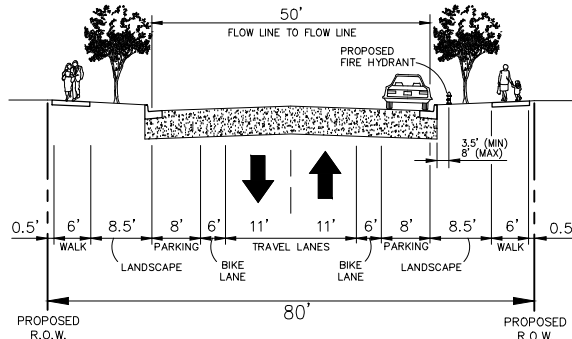 50'
FLOW LINE TO FLOW LINE
PROPOSED
FIRE HYDRANT
3.5' (MIN)
8' (MAX)
0.5' 6' 8.5' 8' 6' 11' 11' 6' 8' 8.5' 6' 0.5'
WALK PARKING TRAVEL LANES PARKING WALK
LANDSCAPE BIKE BIKE LANDSCAPE
LANE LANE
80'
PROPOSED PROPOSED
R.O.W. R.O.W